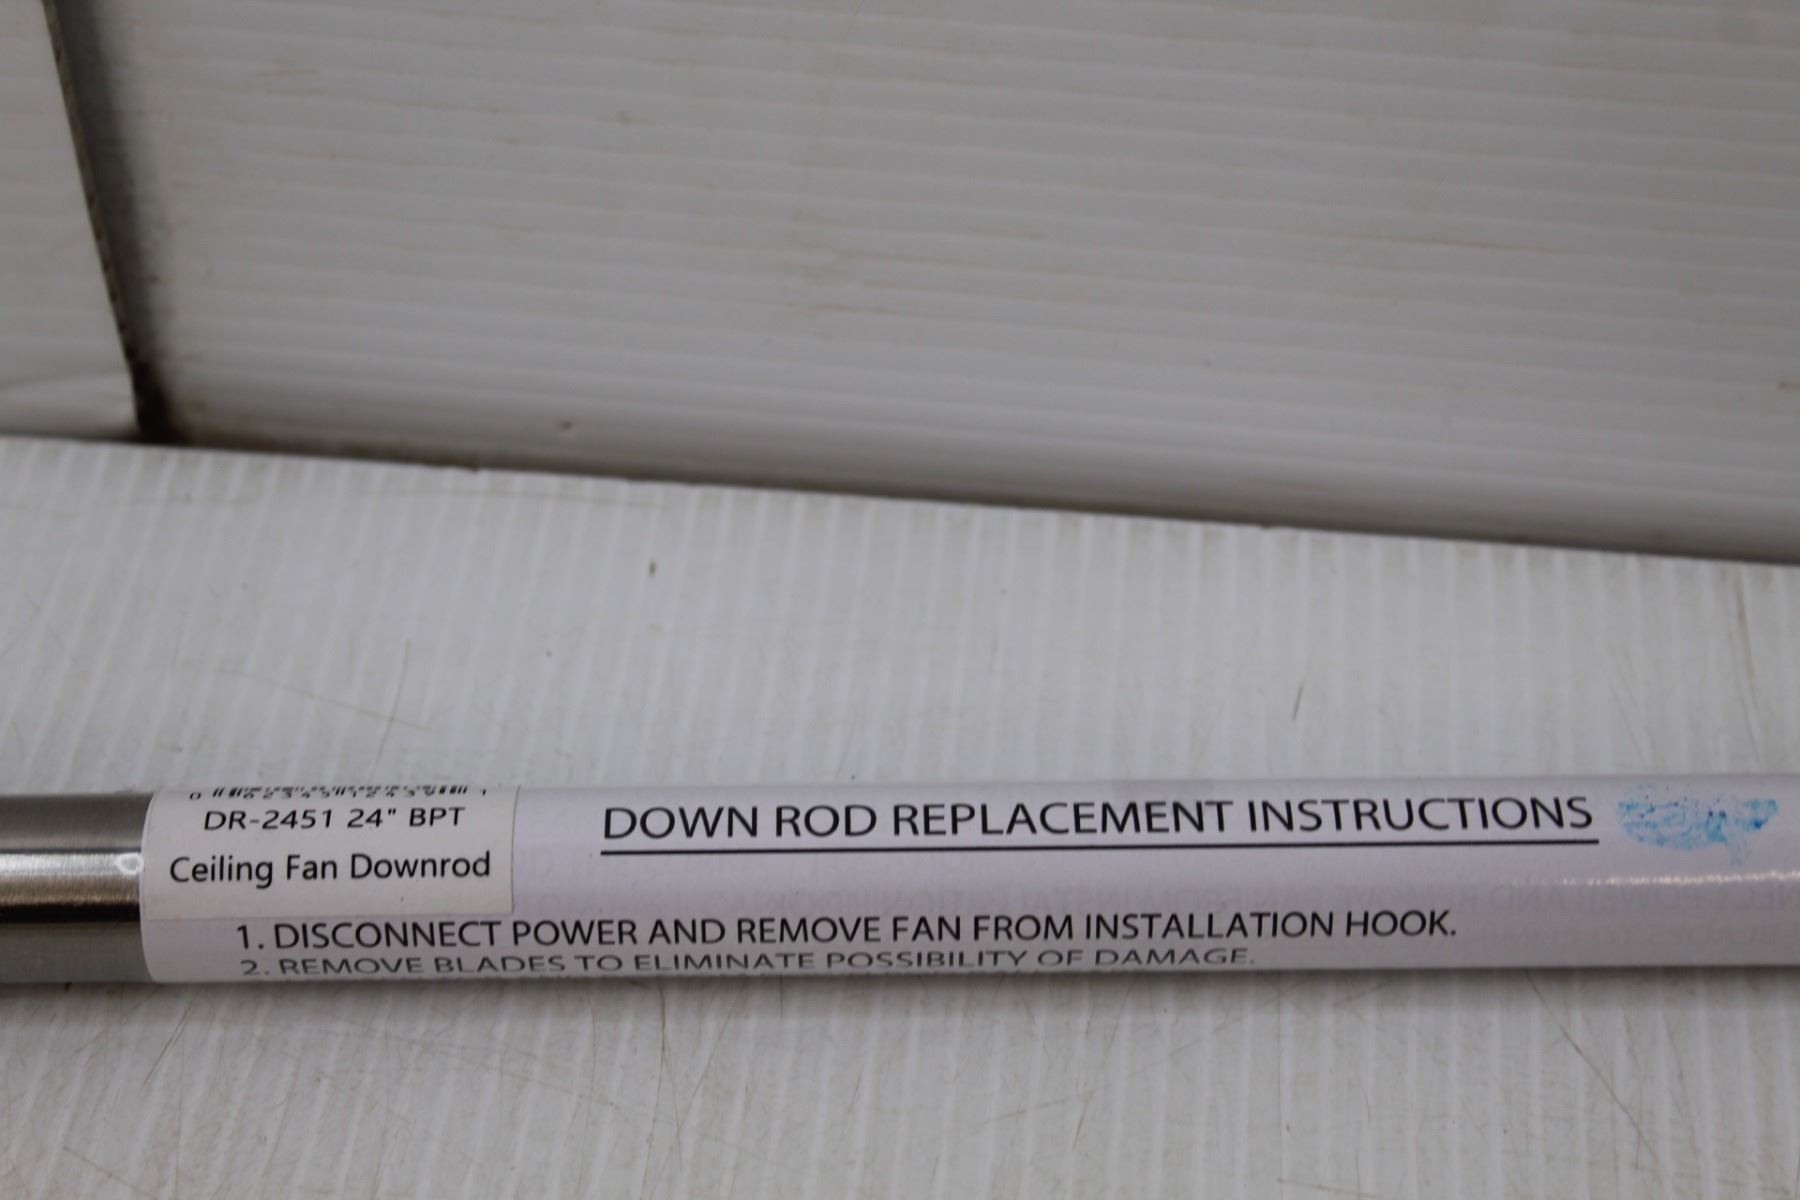 DR-2451 24" BPT
Ceiling Fan Downrod
DOWN ROD REPLACEMENT INSTRUCTIONS
1. DISCONNECT POWER AND REMOVE FAN FROM INSTALLATION HOOK.
2. REMOVE BLADES TO ELIMINATE POSSIBILITY OF DAMAGE.